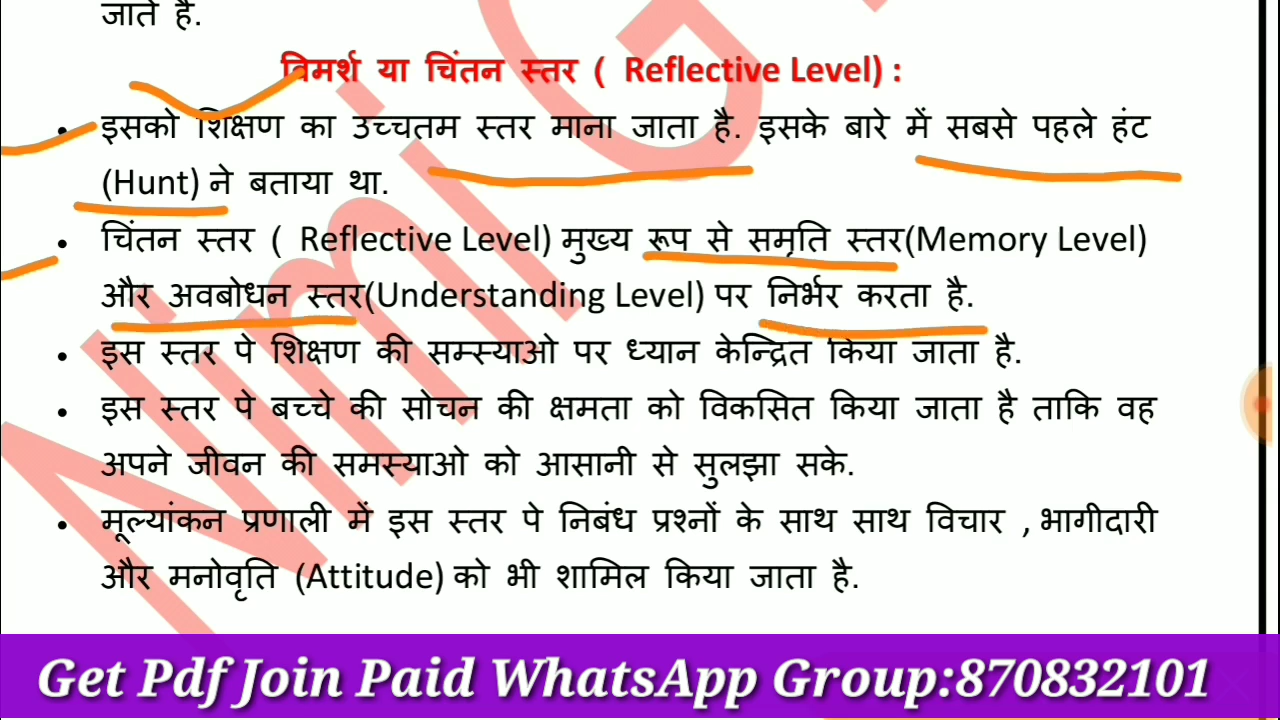 जाते है.
विमर्श या चिंतन स्तर ( Reflective Level) :
• इसको शिक्षण का उच्चतम स्तर माना जाता है. इसके बारे में सबसे पहले हंट
(Hunt) ने बताया था.
• चिंतन स्तर ( Reflective Level) मुख्य रूप से समृति स्तर(Memory Level)
और अवबोधन स्तर(Understanding Level) पर निर्भर करता है.
• इस स्तर पे शिक्षण की सम्स्याओ पर ध्यान केन्द्रित किया जाता है.
• इस स्तर पे बच्चे की सोचन की क्षमता को विकसित किया जाता है ताकि वह
अपने जीवन की समस्याओ को आसानी से सुलझा सके.
• मूल्यांकन प्रणाली में इस स्तर पे निबंध प्रश्नों के साथ साथ विचार , भागीदारी
और मनोवृति (Attitude) को भी शामिल किया जाता है.
Get Pdf Join Paid WhatsApp Group:870832101